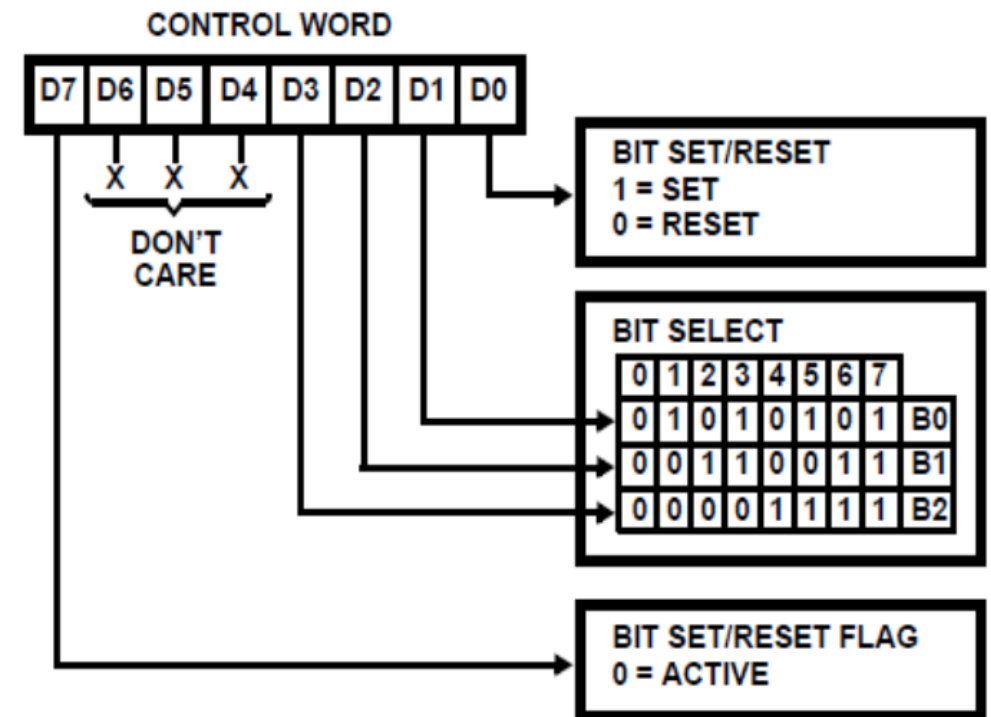 CONTROL WORD
D7 D6 D5 D4 D3 D2 D1 D0
X X X
DON'T
CARE
BIT SET/RESET
1 = SET
0 = RESET
BIT SELECT
0 1 2 3 4 5 6 7
0 1 0 1 0 1 0 1 B0
0 0 1 1 0 0 1 1 B1
0 0 0 0 1 1 1 1 B2
BIT SET/RESET FLAG
0 = ACTIVE